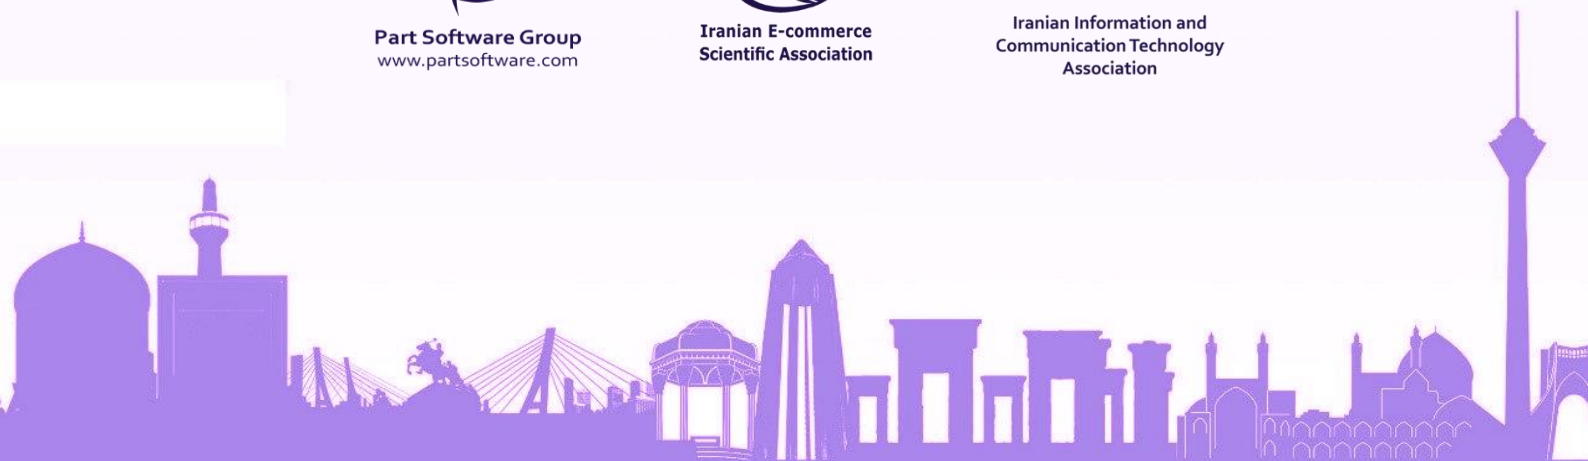 Part Software Group
www.partsoftware.com
Iranian E-commerce
Scientific Association
Iranian Information and
Communication Technology
Association